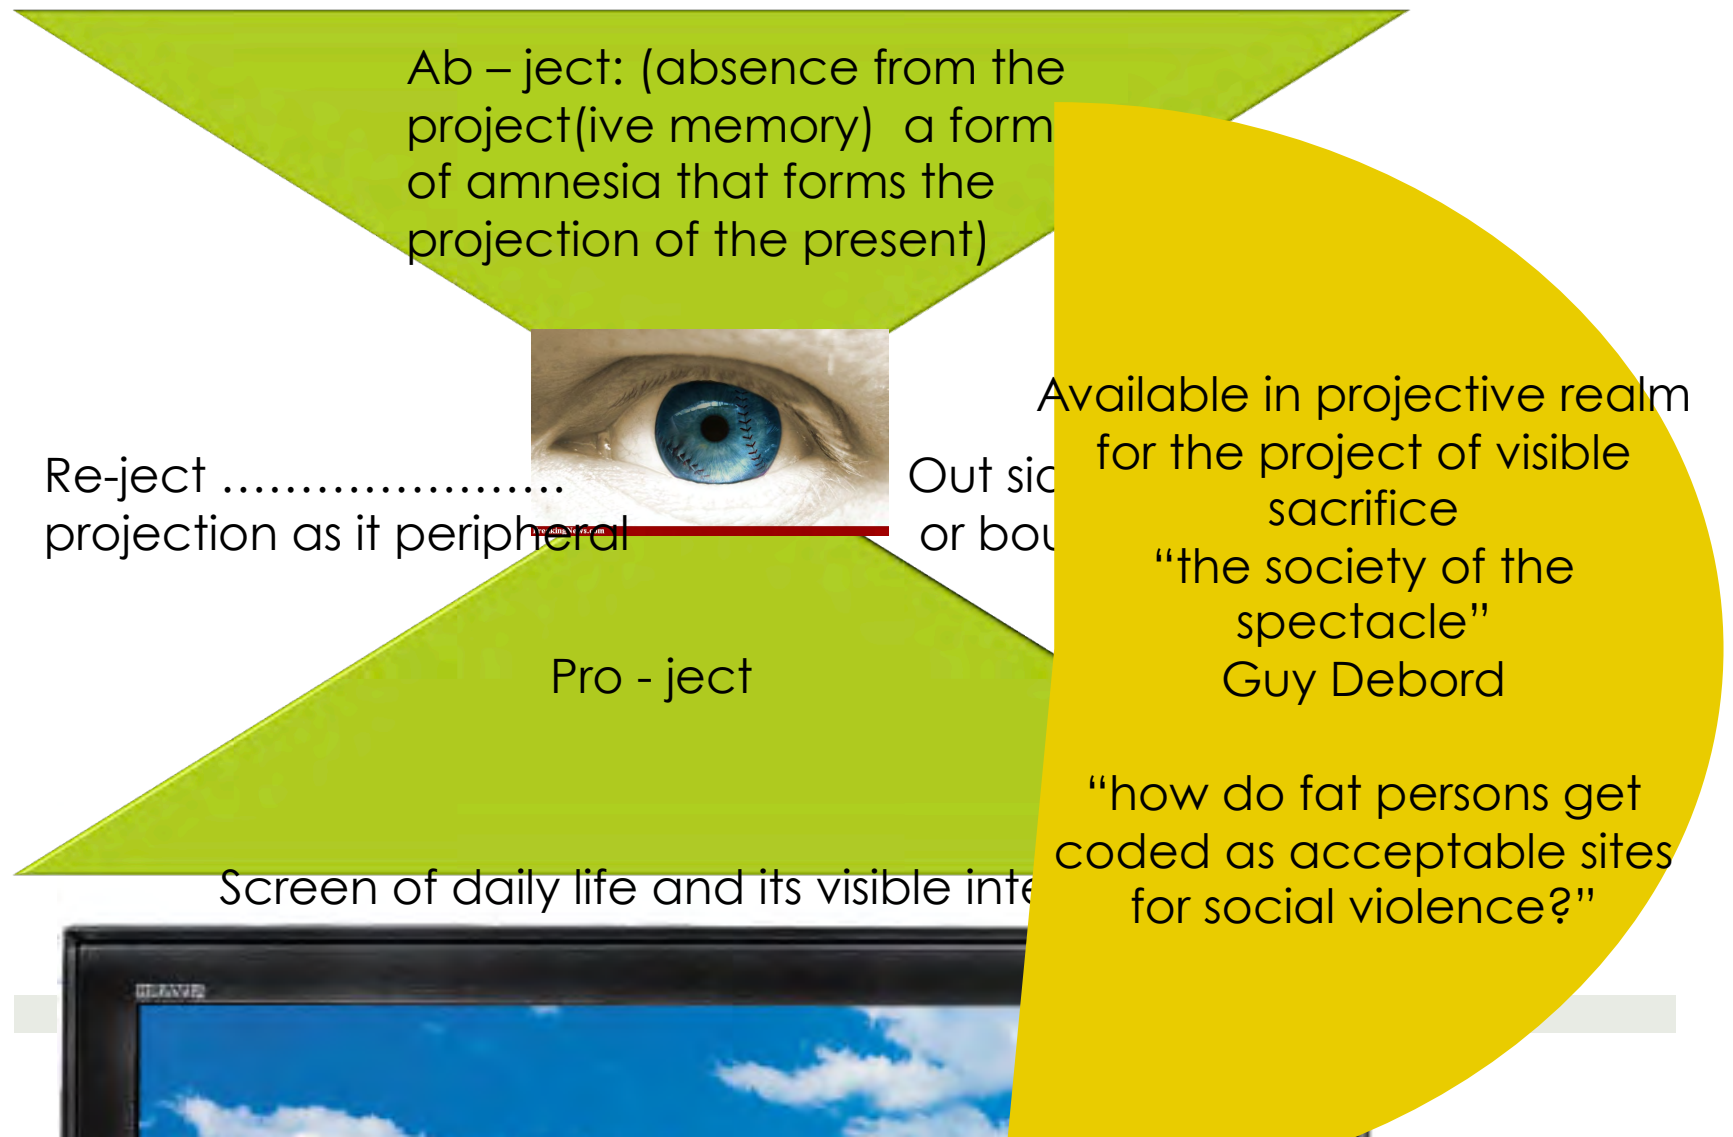 Ab – ject: (absence from the
project(ive memory)  a form
of amnesia that forms the
projection of the present)
Re-ject ……………………
projection as it peripheral
Out
or
Pro - ject
Screen of daily life and its visible
Available in projective realm
for the project of visible
sacrifice
“the society of the
spectacle”
Guy Debord
“how do fat persons get
coded as acceptable sites
for social violence?”
BRAVIA